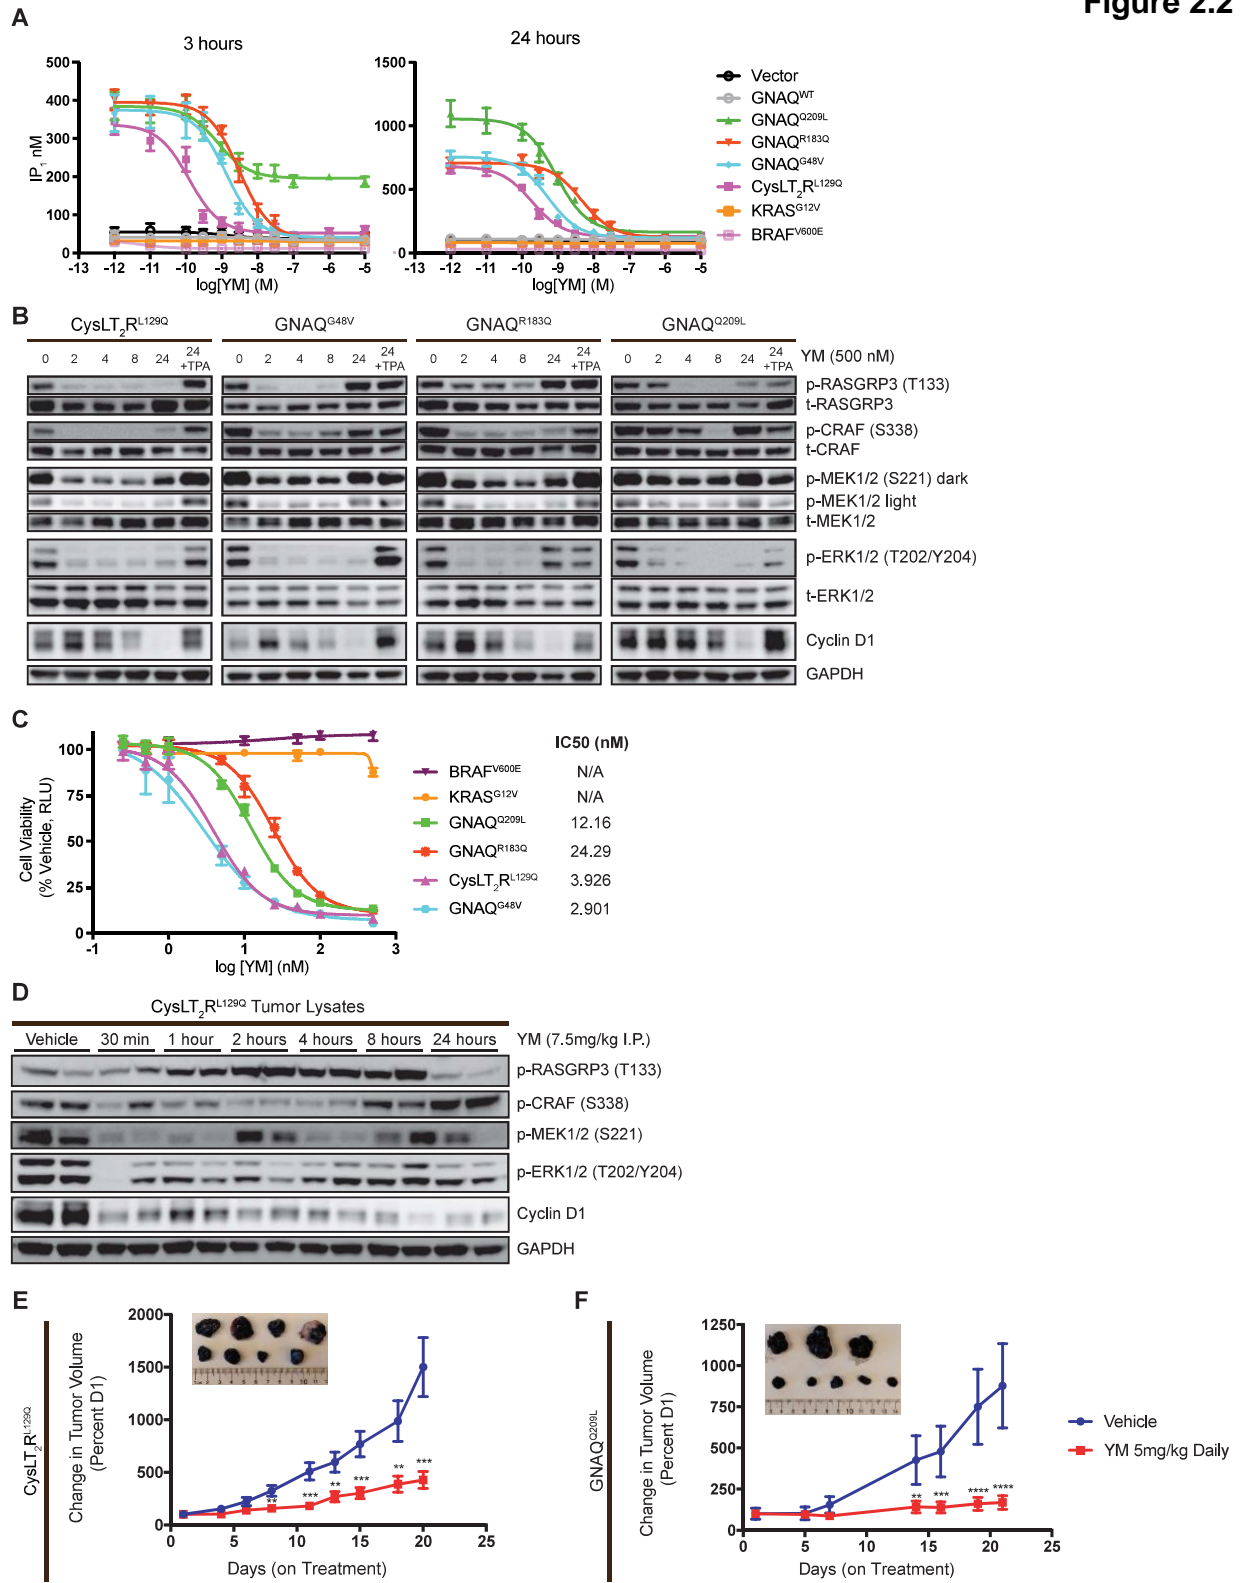 Figure 2.2
A
3 hours
24 hours
500
400
300
200
100
0
IP1 nM
-13 -12 -11 -10 -9 -8 -7 -6 -5
log[YM] (M)
1500
1000
500
0
-13 -12 -11 -10 -9 -8 -7 -6 -5
log[YM] (M)
Vector
GNAQWT
GNAQQ209L
GNAQR183Q
GNAQG48V
CysLT2RL129Q
KRASG12V
BRAFV600E
B
CysLT2RL129Q GNAQG48V GNAQR183Q GNAQQ209L
0 2 4 8 24 24 +TPA 0 2 4 8 24 24 +TPA 0 2 4 8 24 24 +TPA 0 2 4 8 24 24 +TPA YM (500 nM)
p-RASGRP3 (T133)
t-RASGRP3
p-CRAF (S338)
t-CRAF
p-MEK1/2 (S221) dark
p-MEK1/2 light
t-MEK1/2
p-ERK1/2 (T202/Y204)
t-ERK1/2
Cyclin D1
GAPDH
C
Cell Viability
(% Vehicle, RLU)
100
75
50
25
0
-1 0 1 2 3
log [YM] (nM)
IC50 (nM)
BRAFV600E N/A
KRASG12V N/A
GNAQQ209L 12.16
GNAQR183Q 24.29
CysLT2RL129Q 3.926
GNAQG48V 2.901
D
CysLT2RL129Q Tumor Lysates
Vehicle 30 min 1 hour 2 hours 4 hours 8 hours 24 hours YM (7.5mg/kg I.P.)
p-RASGRP3 (T133)
p-CRAF (S338)
p-MEK1/2 (S221)
p-ERK1/2 (T202/Y204)
Cyclin D1
GAPDH
E
CysLT2RL129Q
Change in Tumor Volume
(Percent D1)
2000
1500
1000
500
0
** *** ** *** ** ***
0 5 10 15 20 25
Days (on Treatment)
F
GNAQQ209L
Change in Tumor Volume
(Percent D1)
1250
1000
750
500
250
0
** *** **** ****
0 5 10 15 20 25
Days (on Treatment)
Vehicle
YM 5mg/kg Daily